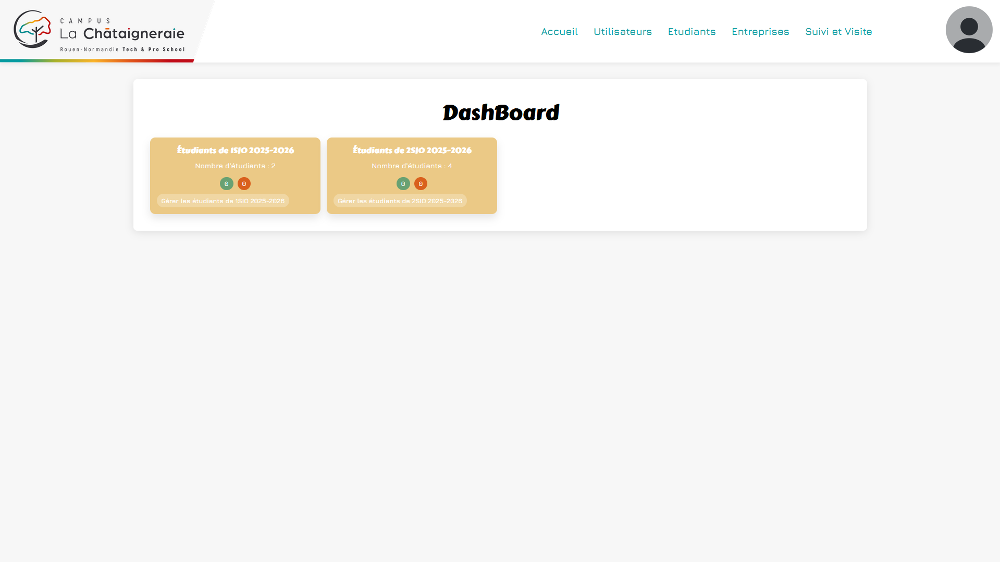 CAMPUS
La Châtaigneraie
Rouen-Normandie Tech & Pro School
Accueil
Utilisateurs
Etudiants
Entreprises
Suivi et Visite
DashBoard
Étudiants de 1SIO 2025-2026
Nombre d'étudiants : 2
0 0
Gérer les étudiants de 1SIO 2025-2026
Étudiants de 2SIO 2025-2026
Nombre d'étudiants : 4
0 0
Gérer les étudiants de 2SIO 2025-2026